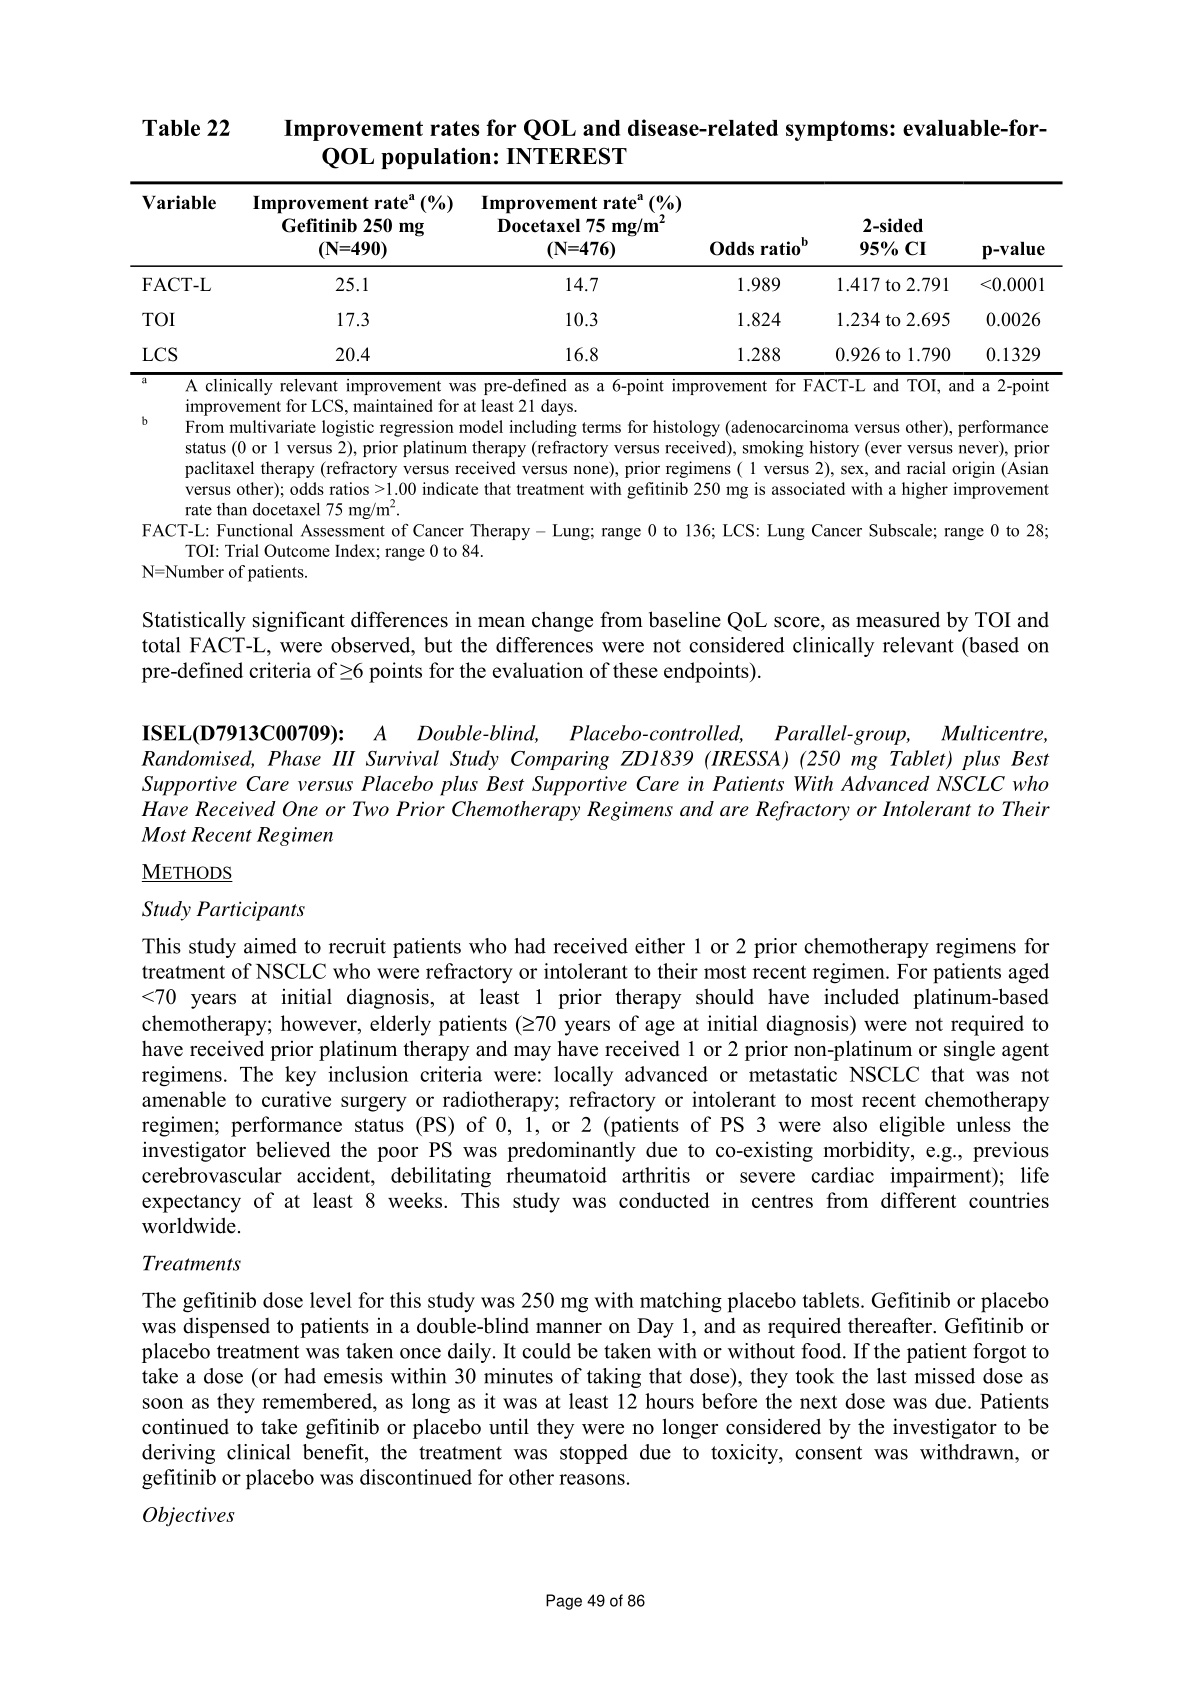 Table 22 Improvement rates for QOL and disease-related symptoms: evaluable-for-
QOL population: INTEREST
Variable Improvement rateᵃ (%) Improvement rateᵃ (%)
Gefitinib 250 mg Docetaxel 75 mg/m² 2-sided
(N=490) (N=476) Odds ratioᵇ 95% CI p-value
FACT-L 25.1 14.7 1.989 1.417 to 2.791 <0.0001
TOI 17.3 10.3 1.824 1.234 to 2.695 0.0026
LCS 20.4 16.8 1.288 0.926 to 1.790 0.1329
ᵃ A clinically relevant improvement was pre-defined as a 6-point improvement for FACT-L and TOI, and a 2-point
improvement for LCS, maintained for at least 21 days.
ᵇ From multivariate logistic regression model including terms for histology (adenocarcinoma versus other), performance
status (0 or 1 versus 2), prior platinum therapy (refractory versus received), smoking history (ever versus never), prior
paclitaxel therapy (refractory versus received versus none), prior regimens ( 1 versus 2), sex, and racial origin (Asian
versus other); odds ratios >1.00 indicate that treatment with gefitinib 250 mg is associated with a higher improvement
rate than docetaxel 75 mg/m².
FACT-L: Functional Assessment of Cancer Therapy – Lung; range 0 to 136; LCS: Lung Cancer Subscale; range 0 to 28;
TOI: Trial Outcome Index; range 0 to 84.
N=Number of patients.
Statistically significant differences in mean change from baseline QoL score, as measured by TOI and
total FACT-L, were observed, but the differences were not considered clinically relevant (based on
pre-defined criteria of ≥6 points for the evaluation of these endpoints).
ISEL(D7913C00709): A Double-blind, Placebo-controlled, Parallel-group, Multicentre,
Randomised, Phase III Survival Study Comparing ZD1839 (IRESSA) (250 mg Tablet) plus Best
Supportive Care versus Placebo plus Best Supportive Care in Patients With Advanced NSCLC who
Have Received One or Two Prior Chemotherapy Regimens and are Refractory or Intolerant to Their
Most Recent Regimen
METHODS
Study Participants
This study aimed to recruit patients who had received either 1 or 2 prior chemotherapy regimens for
treatment of NSCLC who were refractory or intolerant to their most recent regimen. For patients aged
<70 years at initial diagnosis, at least 1 prior therapy should have included platinum-based
chemotherapy; however, elderly patients (≥70 years of age at initial diagnosis) were not required to
have received prior platinum therapy and may have received 1 or 2 prior non-platinum or single agent
regimens. The key inclusion criteria were: locally advanced or metastatic NSCLC that was not
amenable to curative surgery or radiotherapy; refractory or intolerant to most recent chemotherapy
regimen; performance status (PS) of 0, 1, or 2 (patients of PS 3 were also eligible unless the
investigator believed the poor PS was predominantly due to co-existing morbidity, e.g., previous
cerebrovascular accident, debilitating rheumatoid arthritis or severe cardiac impairment); life
expectancy of at least 8 weeks. This study was conducted in centres from different countries
worldwide.
Treatments
The gefitinib dose level for this study was 250 mg with matching placebo tablets. Gefitinib or placebo
was dispensed to patients in a double-blind manner on Day 1, and as required thereafter. Gefitinib or
placebo treatment was taken once daily. It could be taken with or without food. If the patient forgot to
take a dose (or had emesis within 30 minutes of taking that dose), they took the last missed dose as
soon as they remembered, as long as it was at least 12 hours before the next dose was due. Patients
continued to take gefitinib or placebo until they were no longer considered by the investigator to be
deriving clinical benefit, the treatment was stopped due to toxicity, consent was withdrawn, or
gefitinib or placebo was discontinued for other reasons.
Objectives
Page 49 of 86